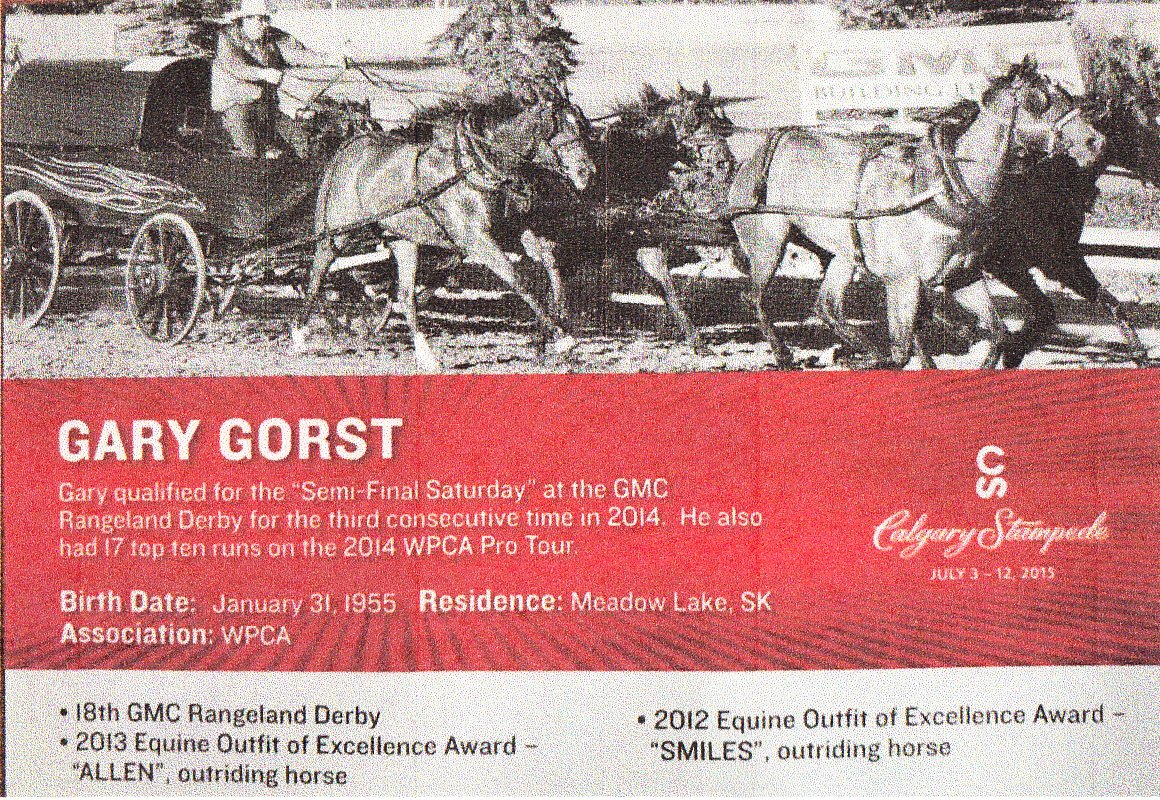 BUILDING
GARY GORST
Gary qualified for the "Semi-Final Saturday" at the GMC
Rangeland Derby for the third consecutive time in 2014. He also
had 17 top ten runs on the 2014 WPCA Pro Tour.
Birth Date: January 31, 1955 Residence: Meadow Lake, SK
Association: WPCA
CS
Calgary Stampede
JULY 3 – 12, 2015
• 18th GMC Rangeland Derby
• 2013 Equine Outfit of Excellence Award –
"ALLEN", outriding horse
• 2012 Equine Outfit of Excellence Award –
"SMILES", outriding horse